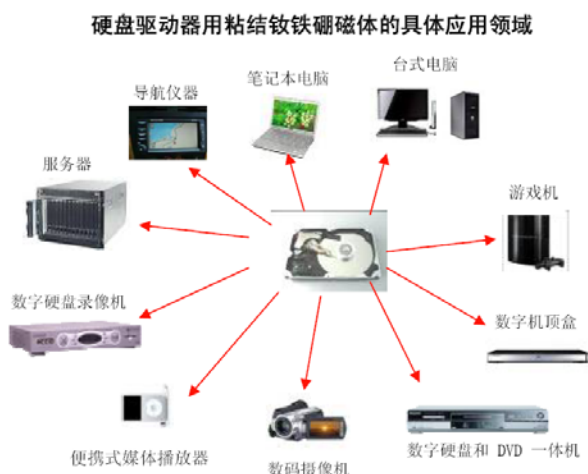 硬盘驱动器用粘结钕铁硼磁体的具体应用领域
台式电脑
笔记本电脑
导航仪器
服务器
游戏机
数字硬盘录像机
数字机顶盒
便携式媒体播放器
数码摄像机
数字硬盘和 DVD 一体机